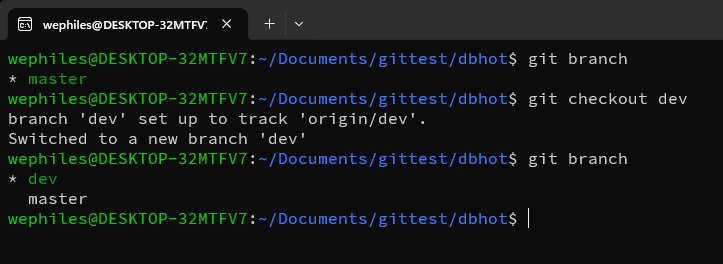 wephiles@DESKTOP-32MTFV7
wephiles@DESKTOP-32MTFV7:~/Documents/gittest/dbhot$ git branch
* master
wephiles@DESKTOP-32MTFV7:~/Documents/gittest/dbhot$ git checkout dev
branch 'dev' set up to track 'origin/dev'.
Switched to a new branch 'dev'
wephiles@DESKTOP-32MTFV7:~/Documents/gittest/dbhot$ git branch
* dev
  master
wephiles@DESKTOP-32MTFV7:~/Documents/gittest/dbhot$